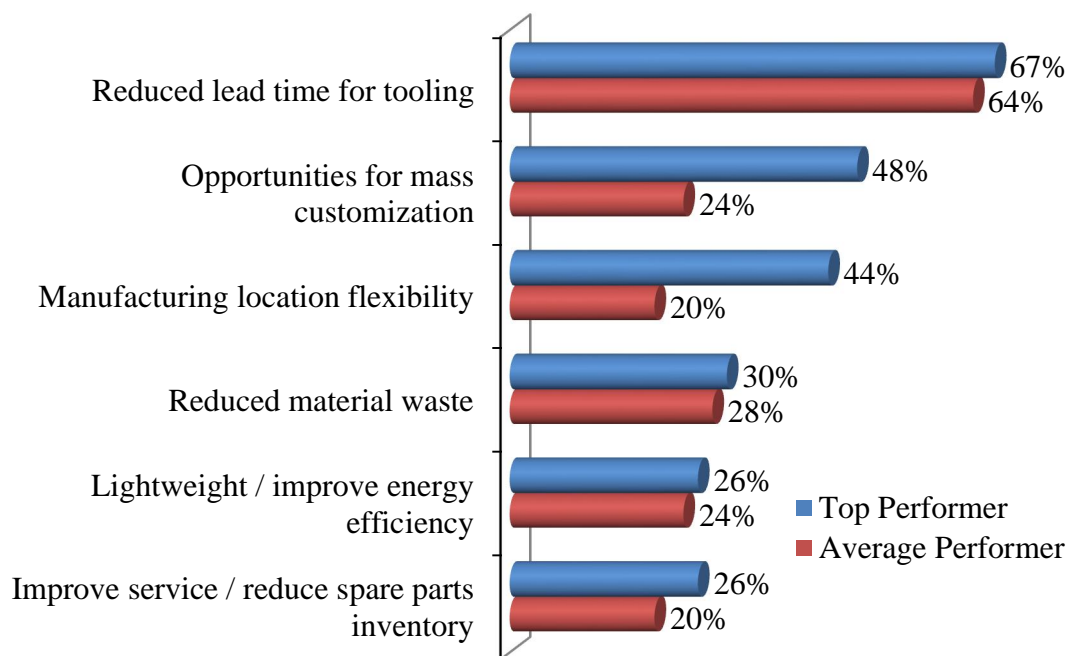 Reduced lead time for tooling
67%
64%
Opportunities for mass
customization
48%
24%
Manufacturing location flexibility
44%
20%
Reduced material waste
30%
28%
Lightweight / improve energy
efficiency
26%
24%
Improve service / reduce spare parts
inventory
26%
20%
Top Performer
Average Performer